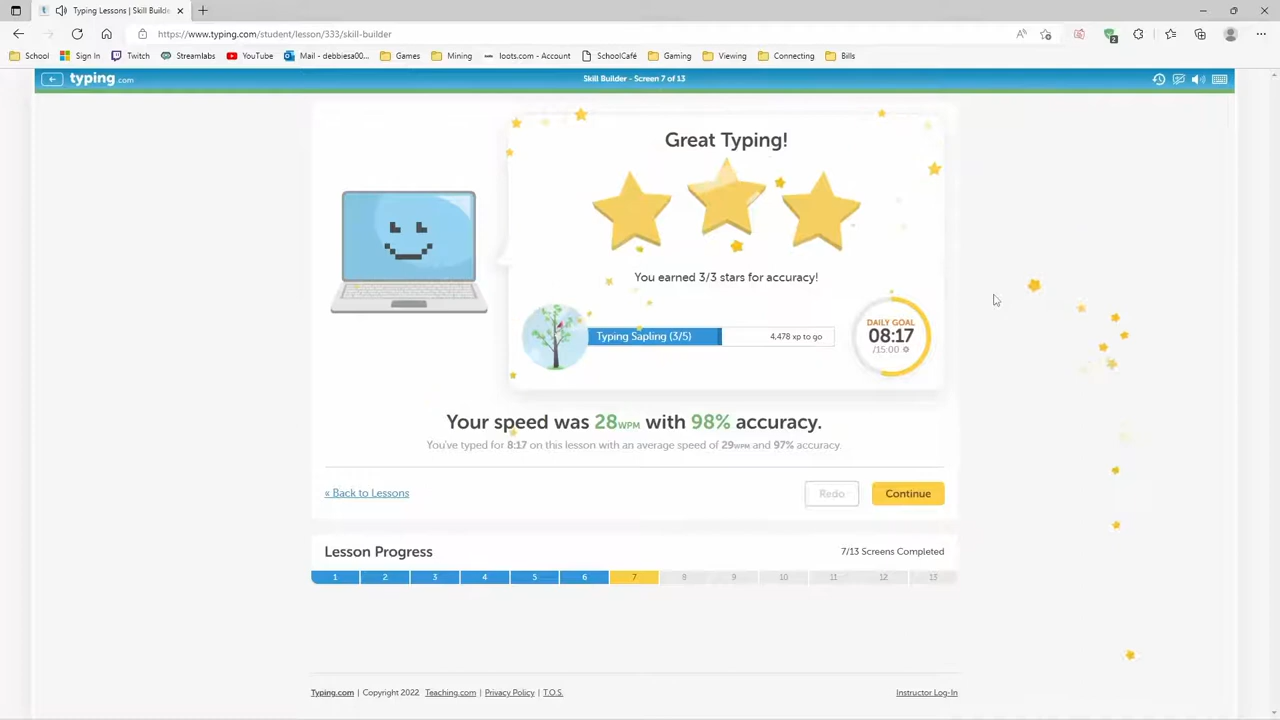 Typing Lessons | Skill Builde
https://www.typing.com/student/lesson/333/skill-builder
School Sign In Twitch Streamlabs YouTube Mail - debbiesa00... Games Mining loots.com - Account SchoolCafé Gaming Viewing Connecting Bills
typing.com
Skill Builder - Screen 7 of 13
Great Typing!
You earned 3/3 stars for accuracy!
Typing Sapling (3/5)
4,478 xp to go
DAILY GOAL
08:17
/15:00
Your speed was 28WPM with 98% accuracy.
You've typed for 8:17 on this lesson with an average speed of 29WPM and 97% accuracy.
« Back to Lessons
Redo
Continue
Lesson Progress
7/13 Screens Completed
1 2 3 4 5 6 7 8 9 10 11 12 13
Typing.com | Copyright 2022 Teaching.com | Privacy Policy | T.O.S.
Instructor Log-In